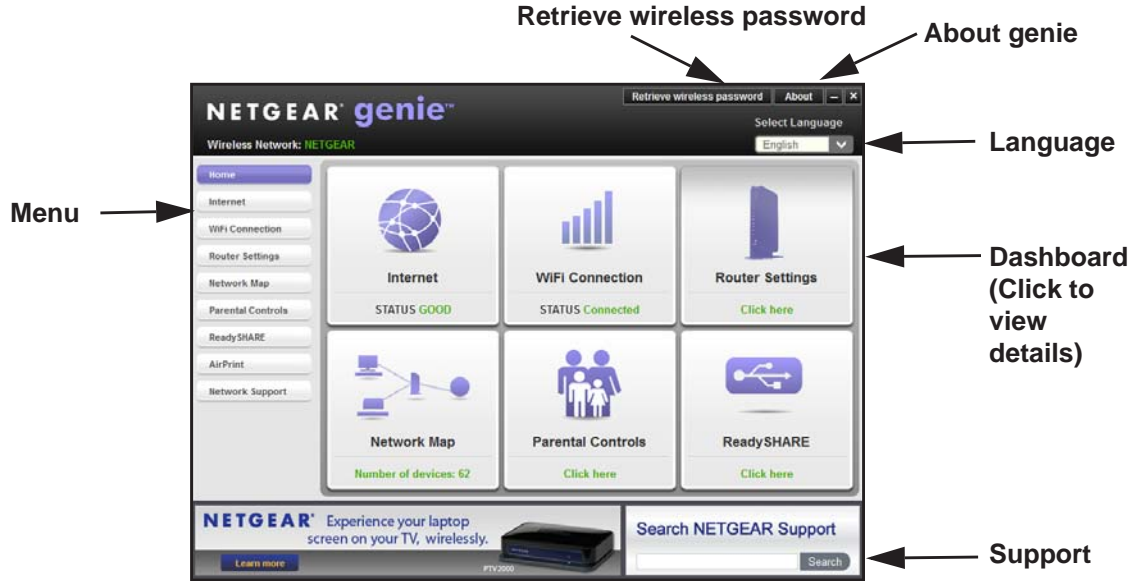 Retrieve wireless password
About genie
Retrieve wireless password About
NETGEAR® genie™
Select Language
Wireless Network: NETGEAR
English
Language
Menu
Home
Internet
WiFi Connection
Router Settings
Network Map
Parental Controls
ReadySHARE
AirPrint
Network Support
Internet
STATUS GOOD
WiFi Connection
STATUS Connected
Router Settings
Click here
Dashboard
(Click to
view
details)
Network Map
Number of devices: 62
Parental Controls
Click here
ReadySHARE
Click here
NETGEAR® Experience your laptop
screen on your TV, wirelessly.
Learn more
PTV2000
Search NETGEAR Support
Search
Support